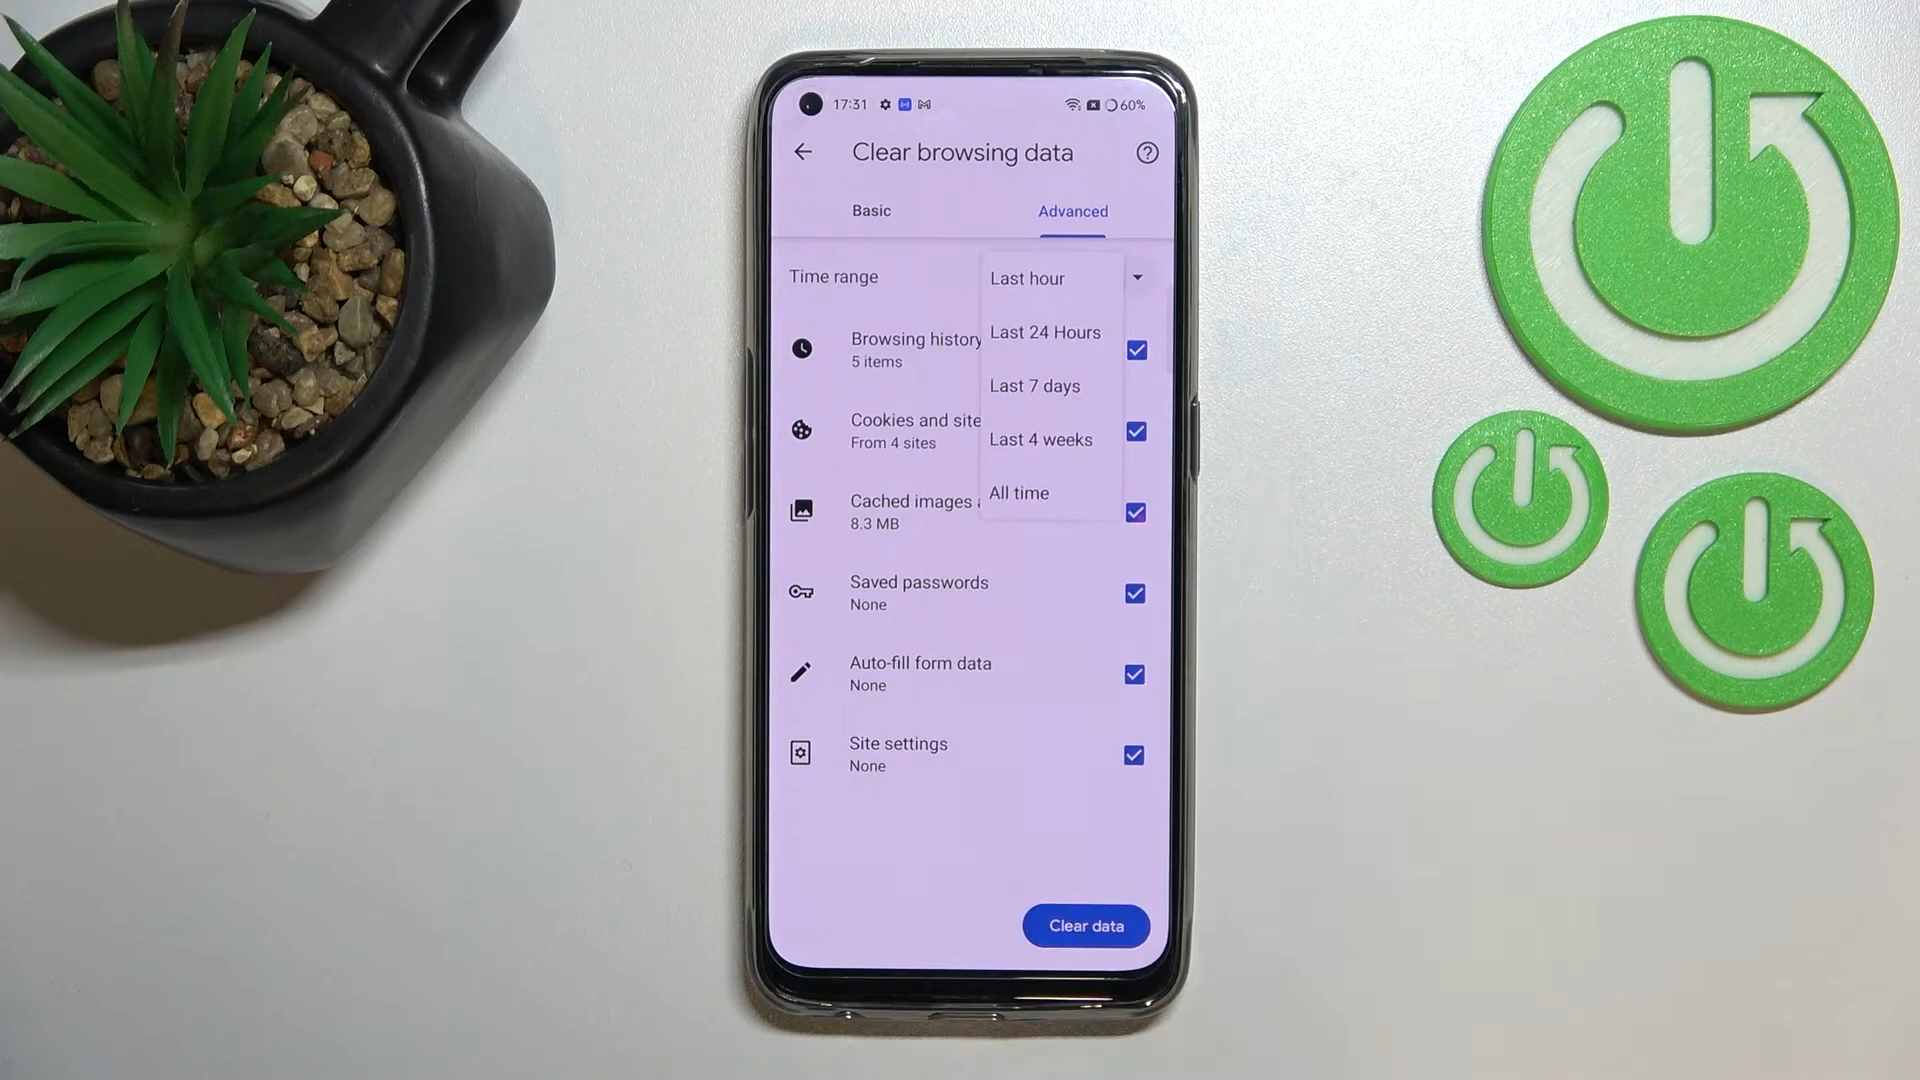 17:31 60%
Clear browsing data
Basic Advanced
Time range
Last hour
Last 24 Hours
Last 7 days
Last 4 weeks
All time
Browsing history
5 items
Cookies and site
From 4 sites
Cached images
8.3 MB
Saved passwords
None
Auto-fill form data
None
Site settings
None
Clear data